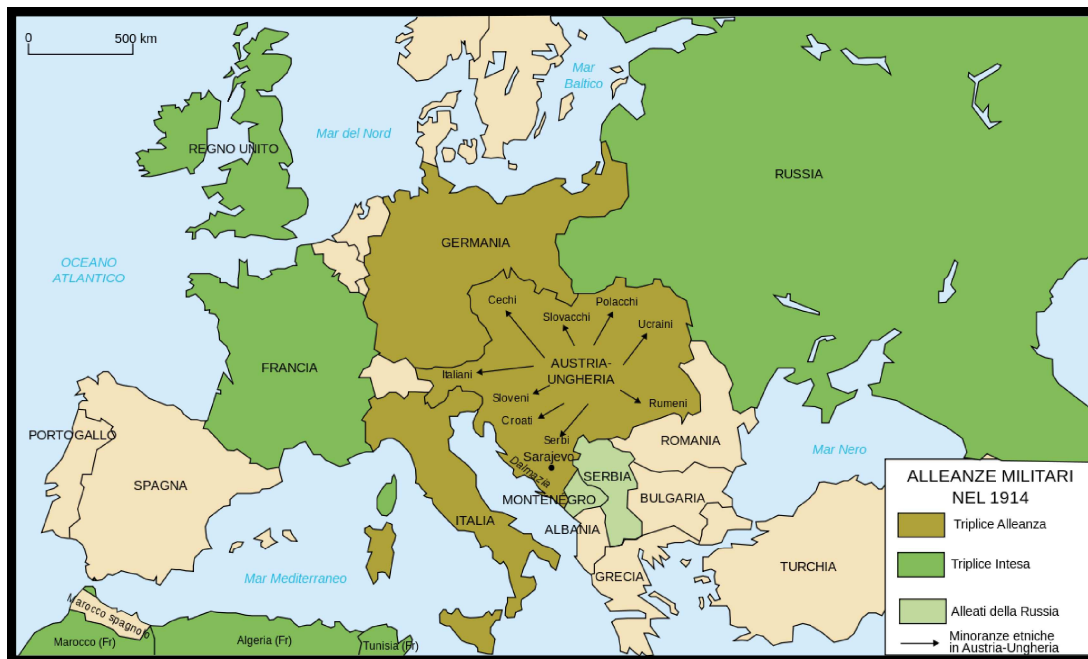 0
500 km
Mar
Baltico
Mar del Nord
REGNO UNITO
RUSSIA
OCEANO
ATLANTICO
GERMANIA
Cechi
Polacchi
Slovacchi
Ucraini
FRANCIA
AUSTRIA-
UNGHERIA
Italiani
Sloveni
Rumeni
Croati
PORTOGALLO
Serbi
ROMANIA
Mar Nero
Sarajevo
Dalmazia
SPAGNA
SERBIA
MONTENEGRO
BULGARIA
ITALIA
ALBANIA
TURCHIA
Mar Mediterraneo
GRECIA
Marocco spagnolo
Marocco (Fr)
Algeria (Fr)
Tunisia (Fr)
ALLEANZE MILITARI
NEL 1914
Triplice Alleanza
Triplice Intesa
Alleati della Russia
Minoranze etniche
in Austria-Ungheria